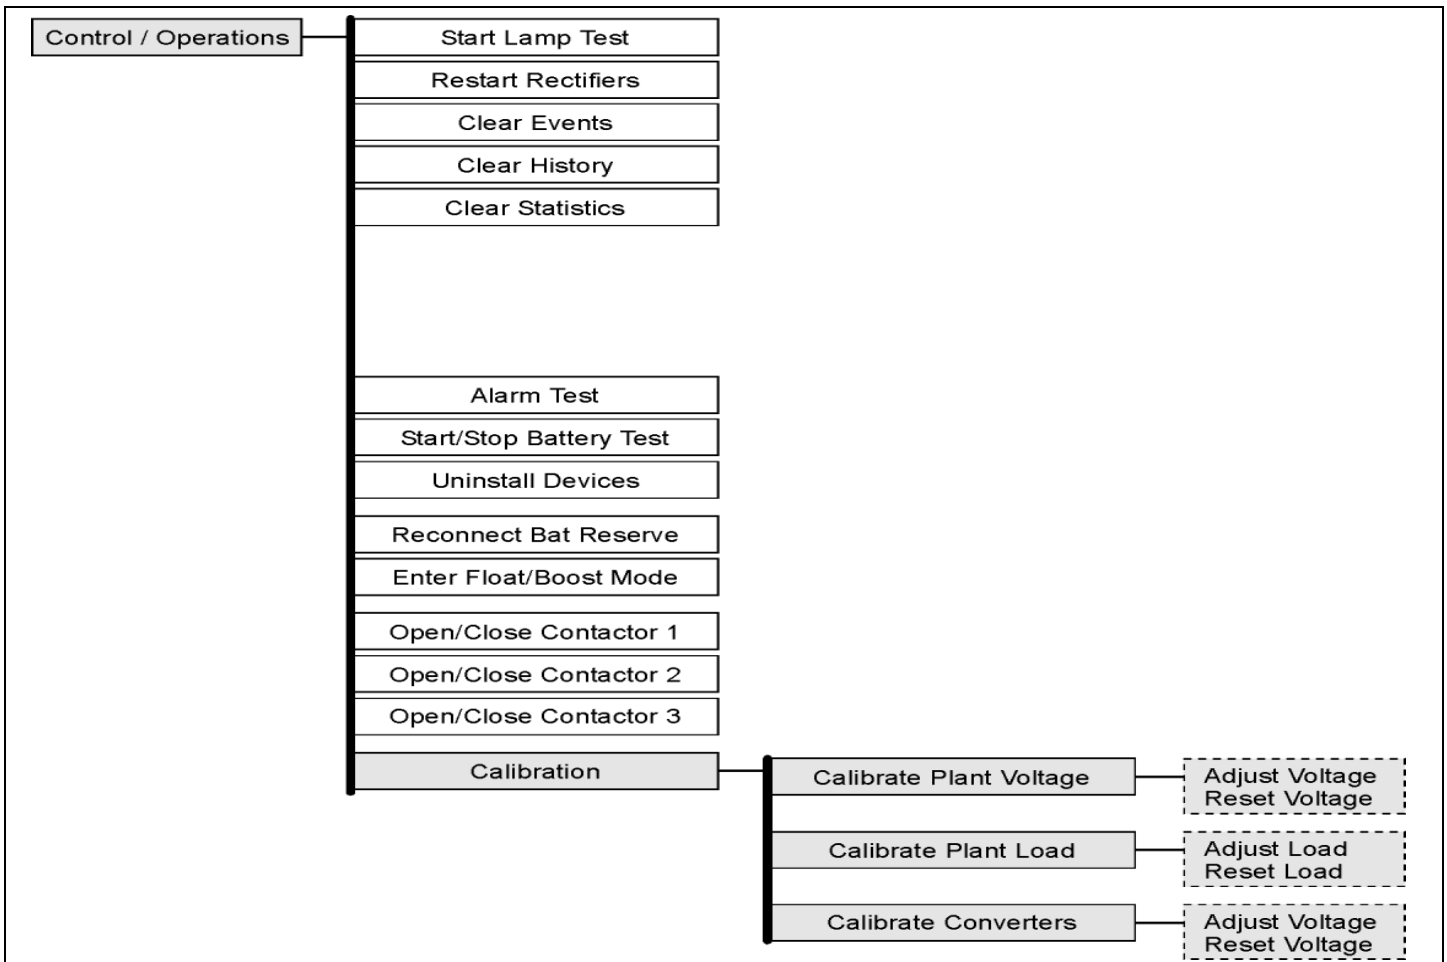 Control / Operations
Start Lamp Test
Restart Rectifiers
Clear Events
Clear History
Clear Statistics
Alarm Test
Start/Stop Battery Test
Uninstall Devices
Reconnect Bat Reserve
Enter Float/Boost Mode
Open/Close Contactor 1
Open/Close Contactor 2
Open/Close Contactor 3
Calibration
Calibrate Plant Voltage
Adjust Voltage
Reset Voltage
Calibrate Plant Load
Adjust Load
Reset Load
Calibrate Converters
Adjust Voltage
Reset Voltage